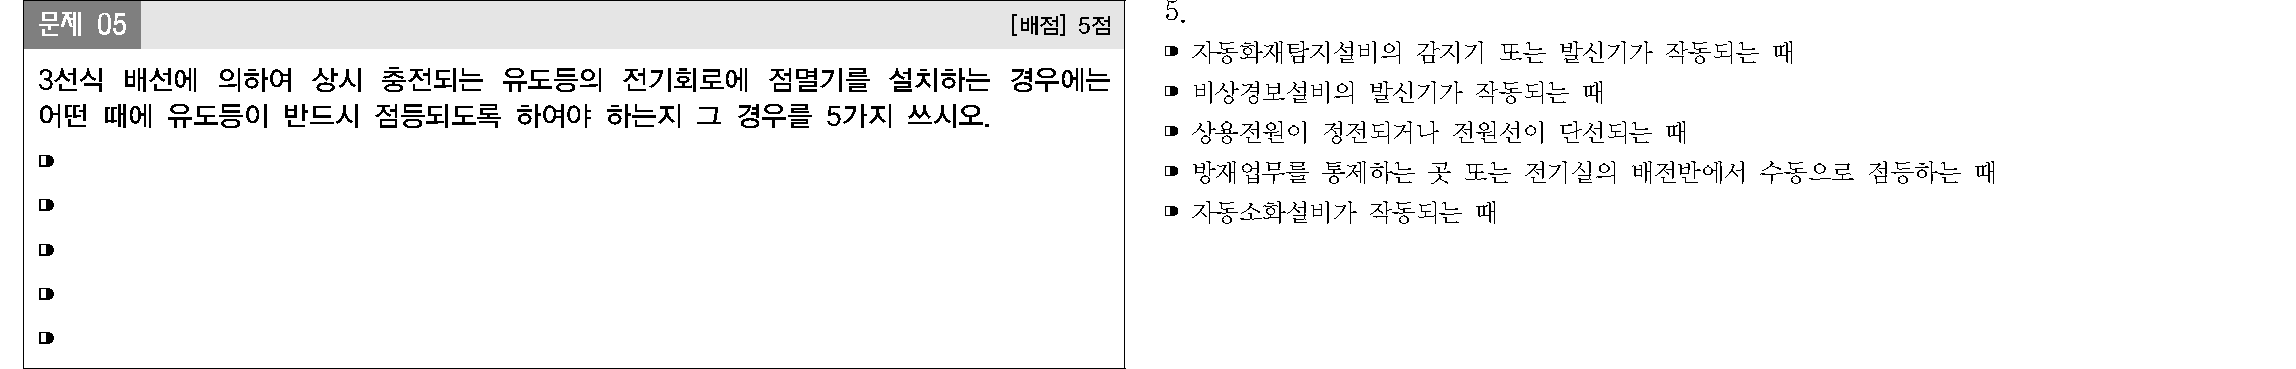 문제 05
[배점] 5점
3선식 배선에 의하여 상시 충전되는 유도등의 전기회로에 점멸기를 설치하는 경우에는
어떤 때에 유도등이 반드시 점등되도록 하여야 하는지 그 경우를 5가지 쓰시오.
5.
자동화재탐지설비의 감지기 또는 발신기가 작동되는 때
비상경보설비의 발신기가 작동되는 때
상용전원이 정전되거나 전원선이 단선되는 때
방재업무를 통제하는 곳 또는 전기실의 배전반에서 수동으로 점등하는 때
자동소화설비가 작동되는 때